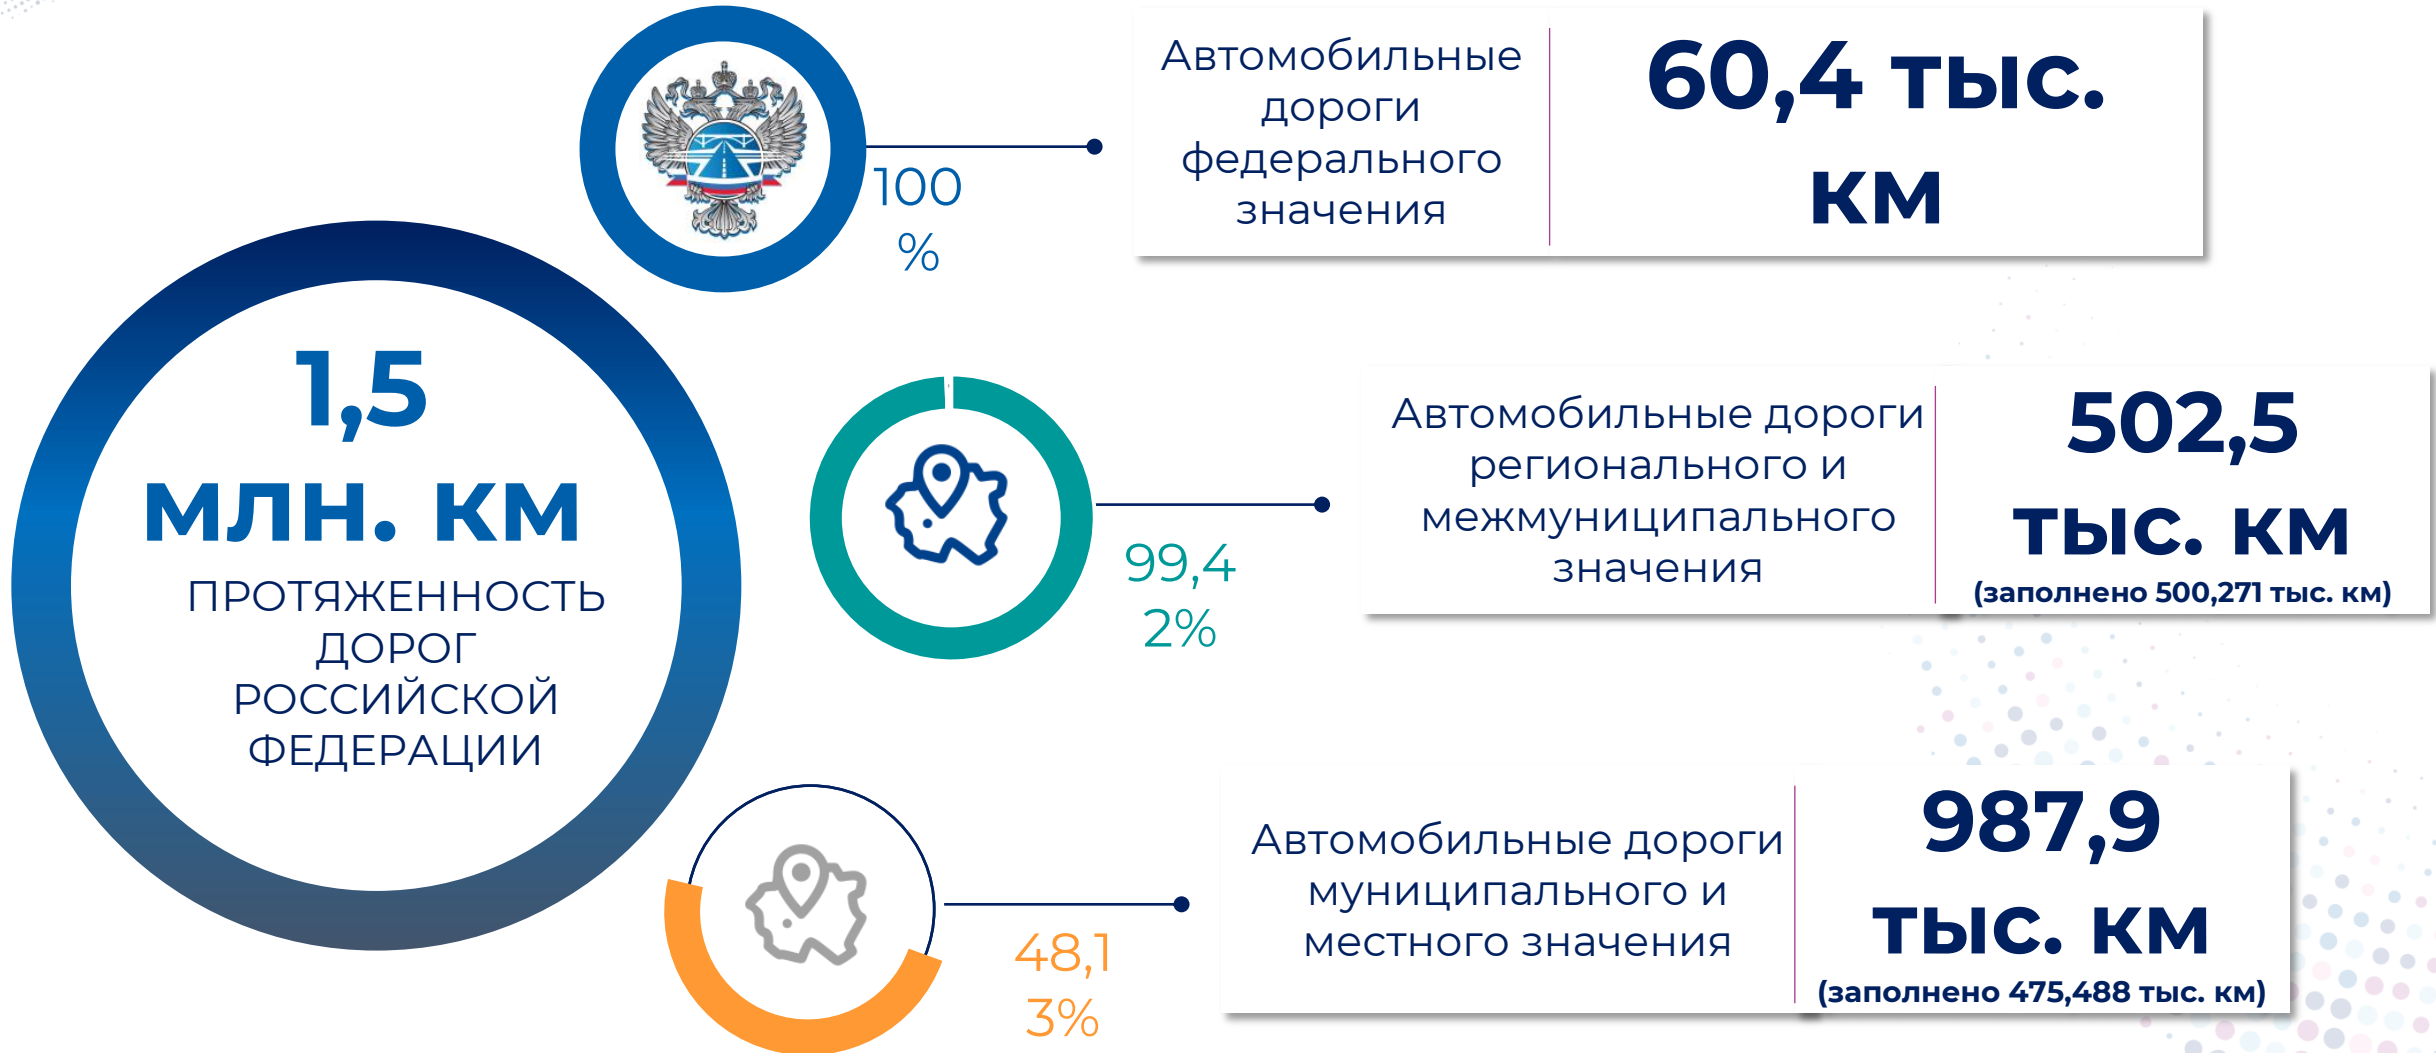 1,5
млн. км
ПРОТЯЖЕННОСТЬ
ДОРОГ
РОССИЙСКОЙ
ФЕДЕРАЦИИ
100
%
Автомобильные
дороги
федерального
значения
60,4 тыс.
км
99,4
2%
Автомобильные дороги
регионального и
межмуниципального
значения
502,5
тыс. км
(заполнено 500,271 тыс. км)
48,1
3%
Автомобильные дороги
муниципального и
местного значения
987,9
тыс. км
(заполнено 475,488 тыс. км)